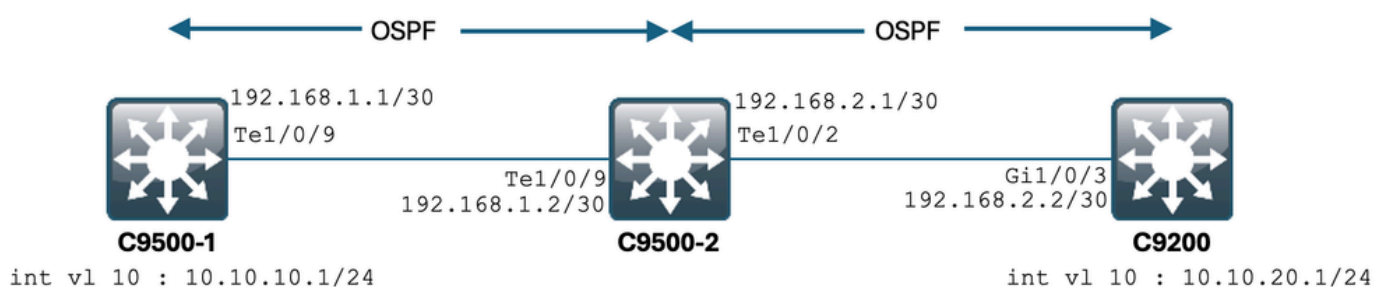 OSPF OSPF
192.168.1.1/30 192.168.2.1/30
Te1/0/9 Te1/0/2
Te1/0/9 Gi1/0/3
192.168.1.2/30 192.168.2.2/30
C9500-1 C9500-2 C9200
int vl 10 : 10.10.10.1/24 int vl 10 : 10.10.20.1/24